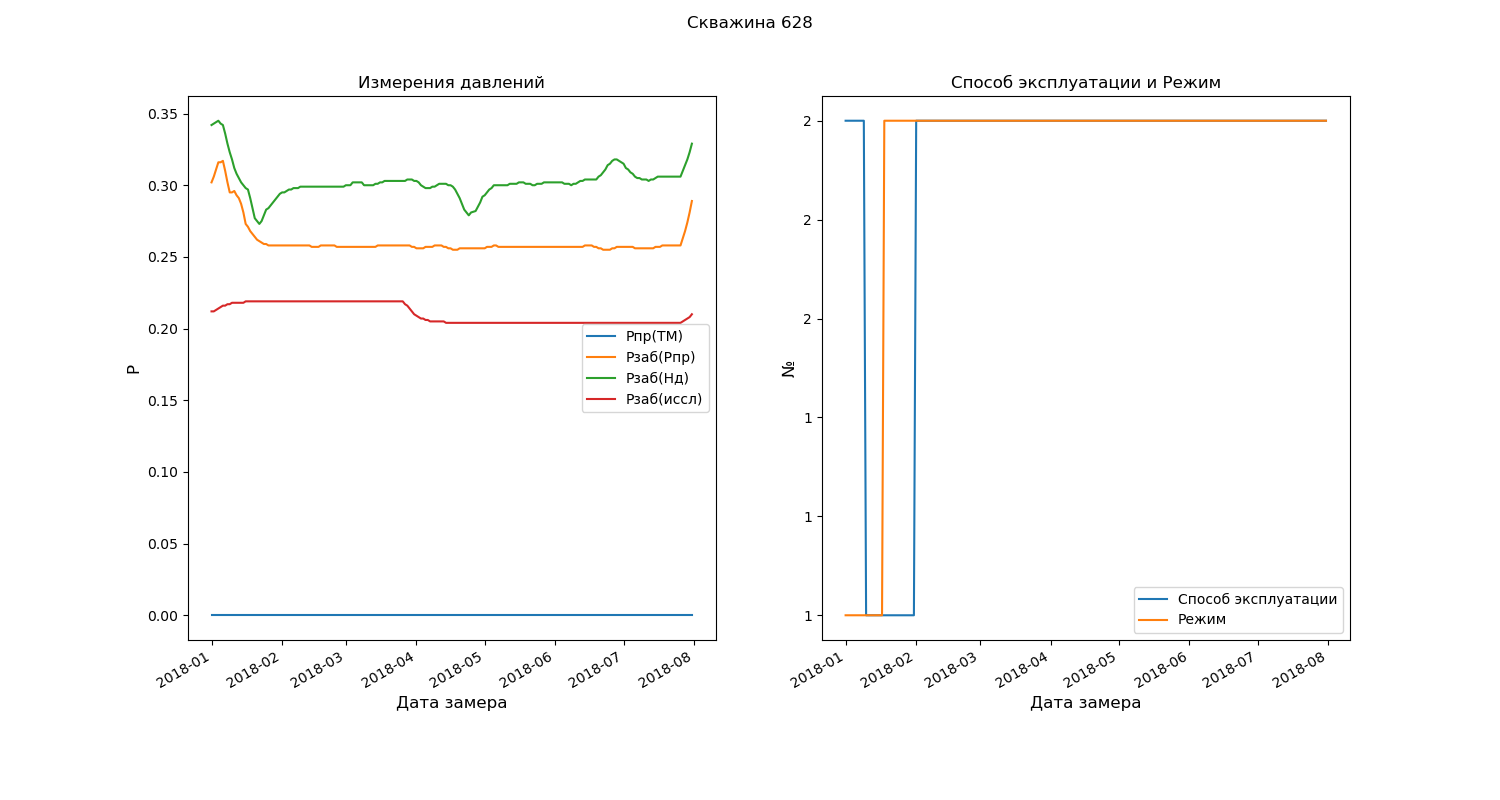 Скважина 628
Измерения давлений
0.35
0.30
0.25
0.20
0.15
0.10
0.05
0.00
P
Рпр(ТМ)
Рзаб(Рпр)
Рзаб(Нд)
Рзаб(иссл)
2018-01
2018-02
2018-03
2018-04
2018-05
2018-06
2018-07
2018-08
Дата замера
Способ эксплуатации и Режим
2
2
2
1
1
1
№
Способ эксплуатации
Режим
2018-01
2018-02
2018-03
2018-04
2018-05
2018-06
2018-07
2018-08
Дата замера